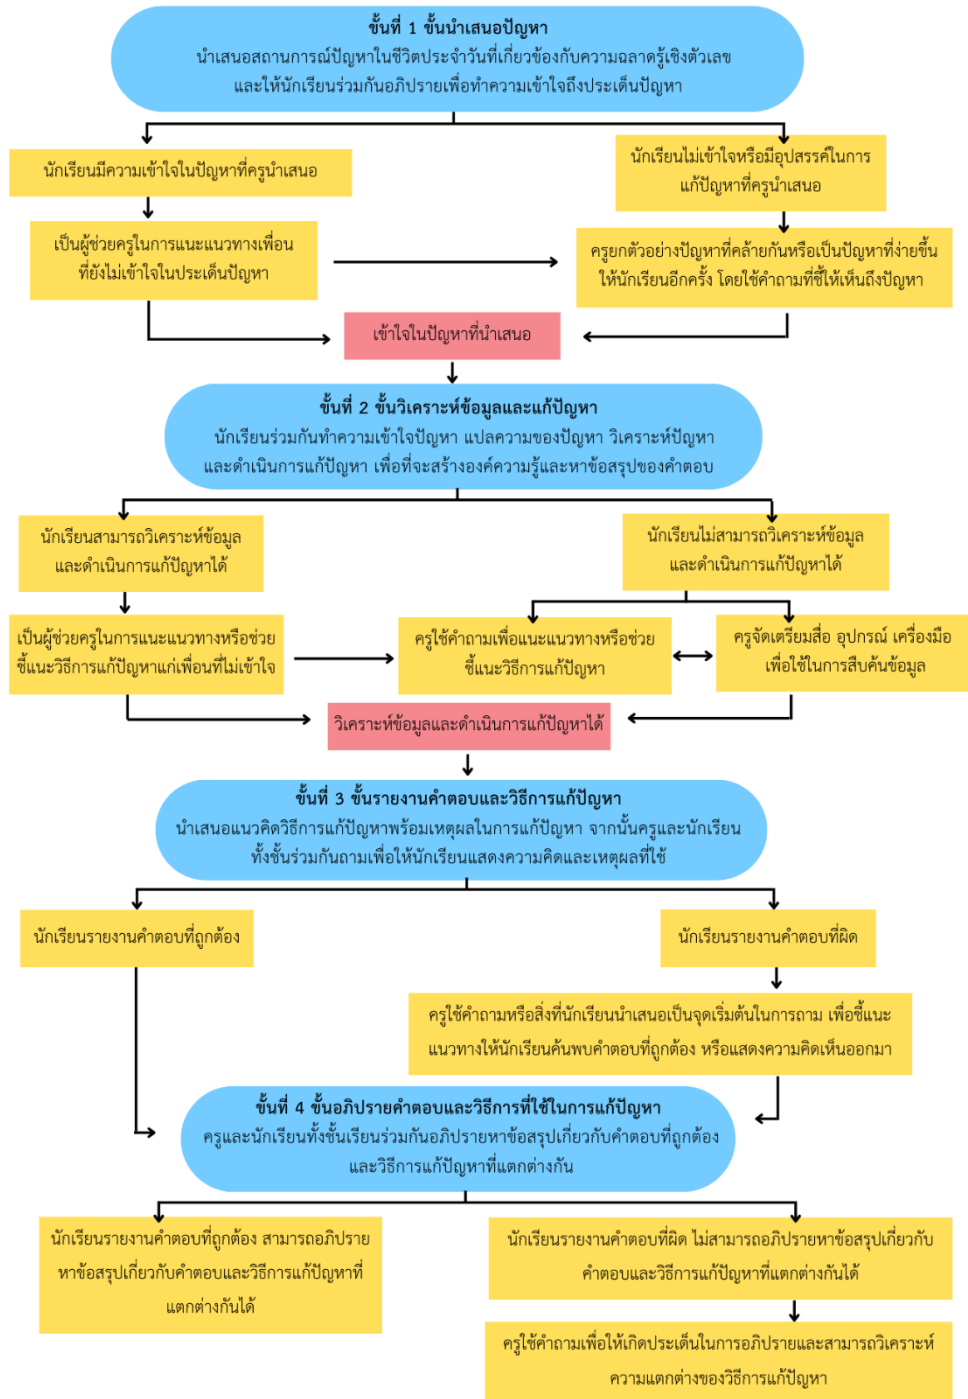 ขั้นที่ 1 ขั้นนำเสนอปัญหา
นำเสนอสถานการณ์ปัญหาในชีวิตประจำวันที่เกี่ยวข้องกับความฉลาดรู้เชิงตัวเลข
และให้นักเรียนร่วมกันอภิปรายเพื่อทำความเข้าใจถึงประเด็นปัญหา
นักเรียนมีความเข้าใจในปัญหาที่ครูนำเสนอ
นักเรียนไม่เข้าใจหรือมีอุปสรรคในการ
แก้ปัญหาที่ครูนำเสนอ
เป็นผู้ช่วยครูในการแนะแนวทางเพื่อน
ที่ยังไม่เข้าใจในประเด็นปัญหา
ครูยกตัวอย่างปัญหาที่คล้ายกันหรือเป็นปัญหาที่ง่ายขึ้น
ให้นักเรียนอีกครั้ง โดยใช้คำถามที่ชี้ให้เห็นถึงปัญหา
เข้าใจในปัญหาที่นำเสนอ
ขั้นที่ 2 ขั้นวิเคราะห์ข้อมูลและแก้ปัญหา
นักเรียนร่วมกันทำความเข้าใจปัญหา แปลความของปัญหา วิเคราะห์ปัญหา
และดำเนินการแก้ปัญหา เพื่อที่จะสร้างองค์ความรู้และหาข้อสรุปของคำตอบ
นักเรียนสามารถวิเคราะห์ข้อมูล
และดำเนินการแก้ปัญหาได้
นักเรียนไม่สามารถวิเคราะห์ข้อมูล
และดำเนินการแก้ปัญหาได้
เป็นผู้ช่วยครูในการแนะแนวทางหรือช่วย
ชี้แนะวิธีการแก้ปัญหาแก่เพื่อนที่ไม่เข้าใจ
ครูใช้คำถามเพื่อแนะแนวทางหรือช่วย
ชี้แนะวิธีการแก้ปัญหา
ครูจัดเตรียมสื่อ อุปกรณ์ เครื่องมือ
เพื่อใช้ในการสืบค้นข้อมูล
วิเคราะห์ข้อมูลและดำเนินการแก้ปัญหาได้
ขั้นที่ 3 ขั้นรายงานคำตอบและวิธีการแก้ปัญหา
นำเสนอแนวคิดวิธีการแก้ปัญหาพร้อมเหตุผลในการแก้ปัญหา จากนั้นครูและนักเรียน
ทั้งชั้นร่วมกันถามเพื่อให้นักเรียนแสดงความคิดและเหตุผลที่ใช้
นักเรียนรายงานคำตอบที่ถูกต้อง
นักเรียนรายงานคำตอบที่ผิด
ครูใช้คำถามหรือสิ่งที่นักเรียนนำเสนอเป็นจุดเริ่มต้นในการถาม เพื่อชี้แนะ
แนวทางให้นักเรียนค้นพบคำตอบที่ถูกต้อง หรือแสดงความคิดเห็นออกมา
ขั้นที่ 4 ขั้นอภิปรายคำตอบและวิธีการที่ใช้ในการแก้ปัญหา
ครูและนักเรียนทั้งชั้นเรียนร่วมกันอภิปรายหาข้อสรุปเกี่ยวกับคำตอบที่ถูกต้อง
และวิธีการแก้ปัญหาที่แตกต่างกัน
นักเรียนรายงานคำตอบที่ถูกต้อง สามารถอภิปราย
หาข้อสรุปเกี่ยวกับคำตอบและวิธีการแก้ปัญหาที่
แตกต่างกันได้
นักเรียนรายงานคำตอบที่ผิด ไม่สามารถอภิปรายหาข้อสรุปเกี่ยวกับ
คำตอบและวิธีการแก้ปัญหาที่แตกต่างกันได้
ครูใช้คำถามเพื่อให้เกิดประเด็นในการอภิปรายและสามารถวิเคราะห์
ความแตกต่างของวิธีการแก้ปัญหา